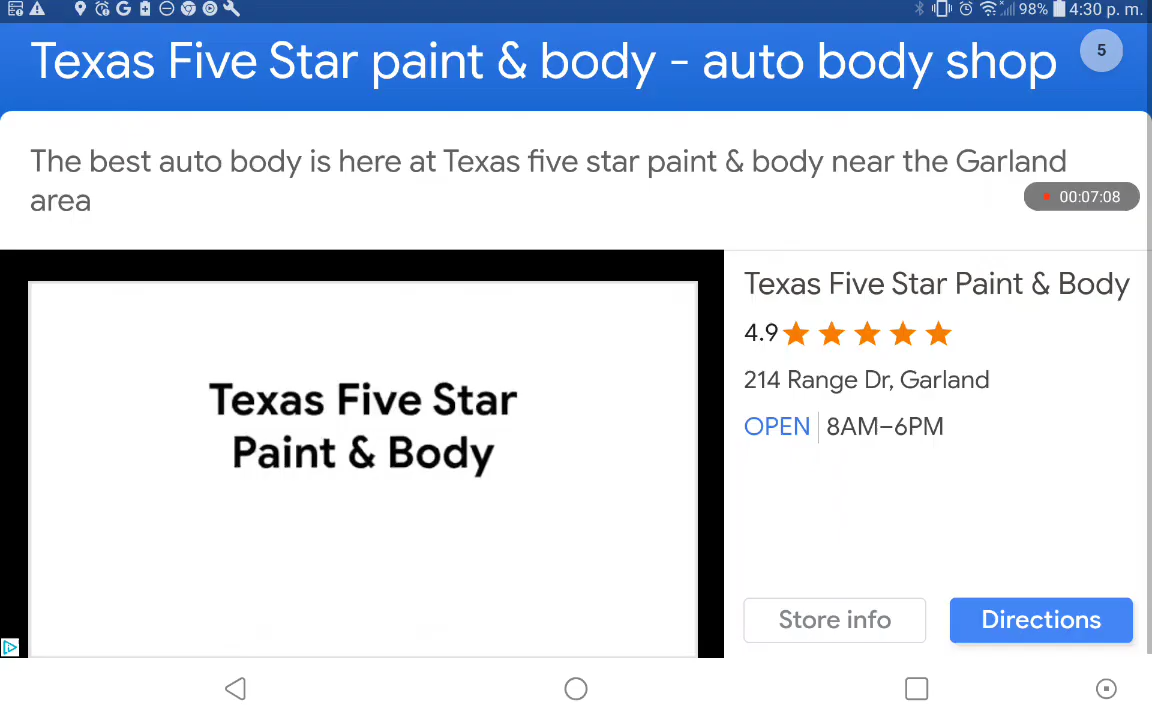 98% 4:30 p. m.
Texas Five Star paint & body - auto body shop
5
The best auto body is here at Texas five star paint & body near the Garland
area
00:07:08
Texas Five Star
Paint & Body
Texas Five Star Paint & Body
4.9
214 Range Dr, Garland
OPEN 8AM–6PM
Store info
Directions